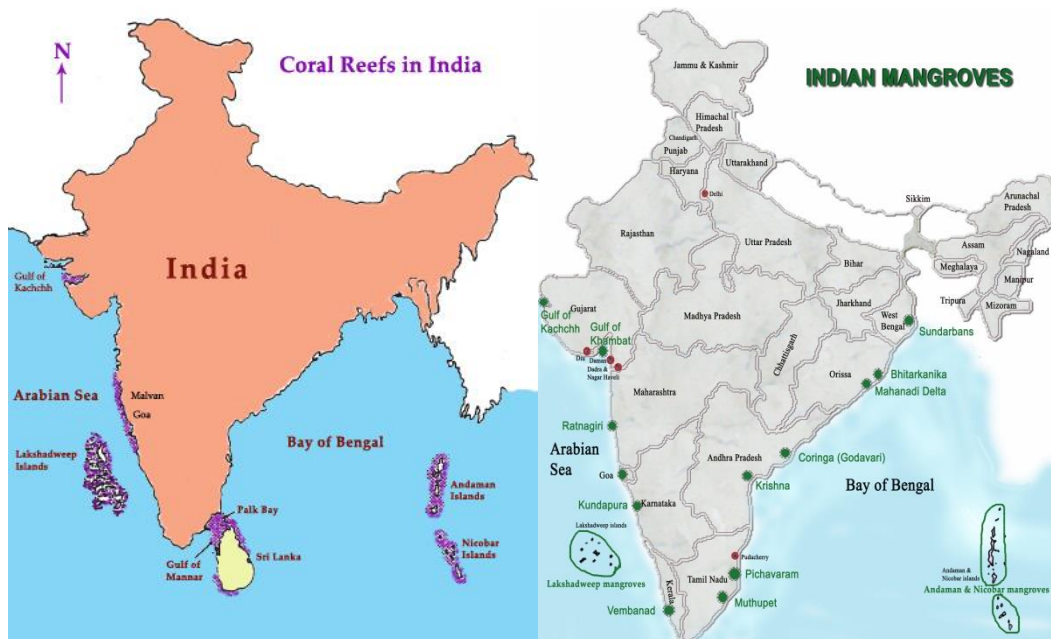 N
Coral Reefs in India
India
Gulf of
Kachchh
Arabian Sea
Malvan
Goa
Lakshadweep
Islands
Bay of Bengal
Andaman
Islands
Palk Bay
Nicobar
Islands
Gulf of
Mannar
Sri Lanka
INDIAN MANGROVES
Jammu & Kashmir
Himachal
Pradesh
Chandigarh
Punjab
Haryana
Uttarakhand
Delhi
Sikkim
Arunachal
Pradesh
Rajasthan
Uttar Pradesh
Assam
Nagaland
Bihar
Meghalaya
Manipur
Jharkhand
Tripura
Mizoram
West
Bengal
Gujarat
Gulf of
Kachchh
Gulf of
Khambat
Madhya Pradesh
Chhattisgarh
Sundarbans
Diu
Daman
Dadra &
Nagar Haveli
Orissa
Bhitarkanika
Mahanadi Delta
Maharashtra
Ratnagiri
Arabian
Sea
Andhra Pradesh
Coringa (Godavari)
Goa
Krishna
Bay of Bengal
Kundapura
Karnataka
Lakshadweep islands
Lakshadweep mangroves
Puducherry
Pichavaram
Tamil Nadu
Kerala
Muthupet
Vembanad
Andaman &
Nicobar islands
Andaman & Nicobar mangroves